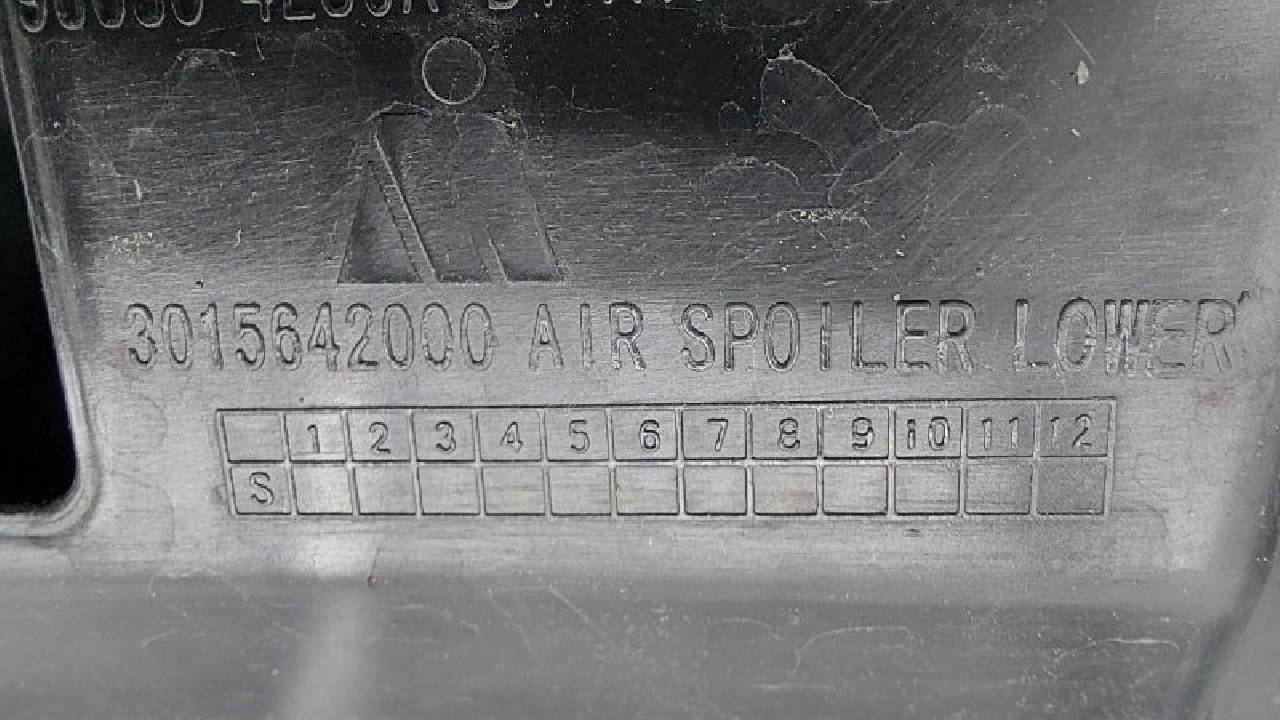 3015642000 AIR SPOILER LOWER
1 2 3 4 5 6 7 8 9 10 11 12
S